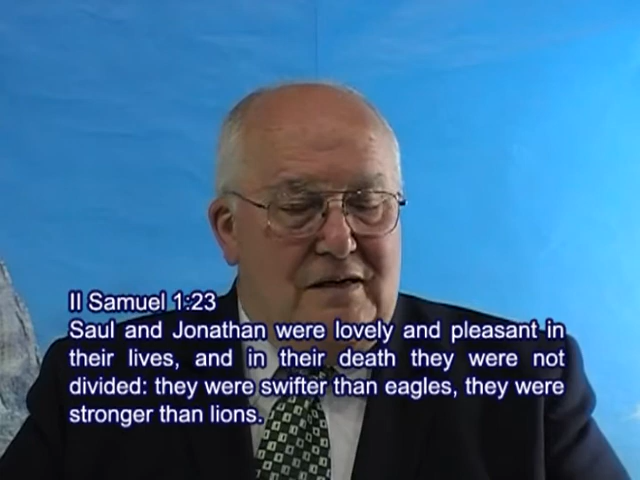 II Samuel 1:23
Saul and Jonathan were lovely and pleasant in
their lives, and in their death they were not
divided: they were swifter than eagles, they were
stronger than lions.